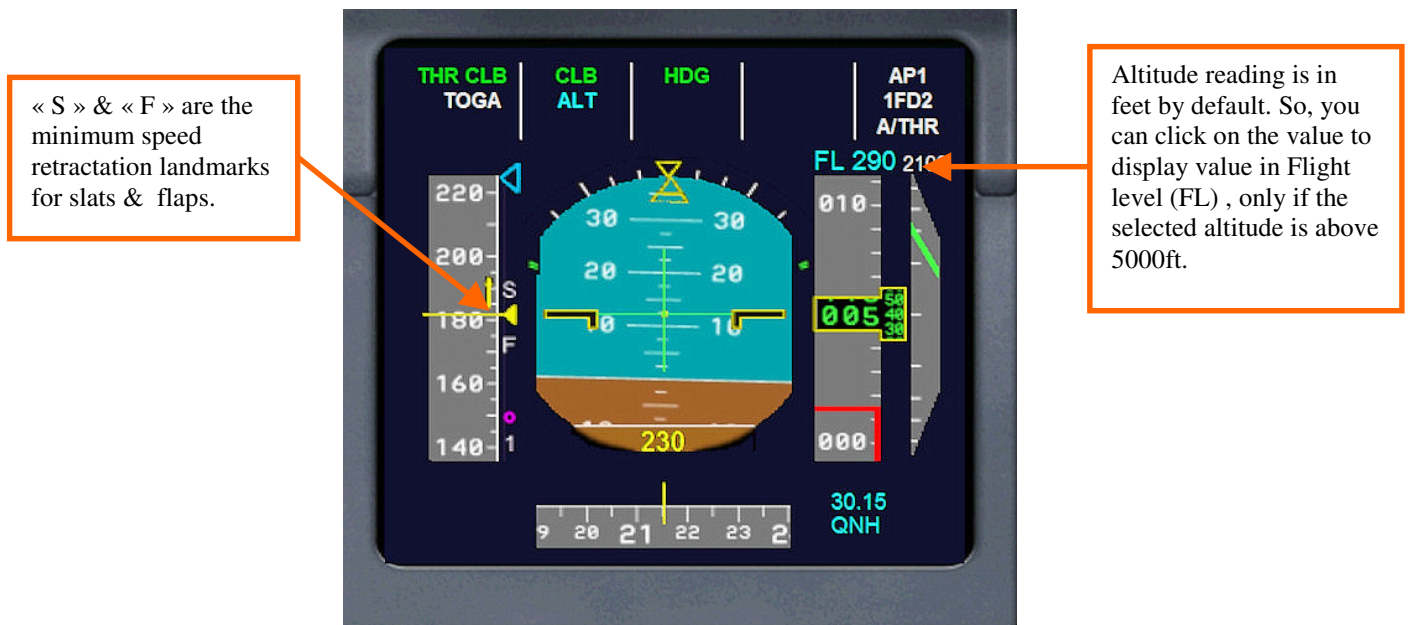 « S » & « F » are the
minimum speed
retractation landmarks
for slats & flaps.
THR CLB CLB HDG AP1
TOGA ALT 1FD2
A/THR
FL 290
220
200
180
160
140
S
F
1
30 30
20 20
10
230
010
005
50
40
30
000
30.15
QNH
9 20 21 22 23 2
Altitude reading is in
feet by default. So, you
can click on the value to
display value in Flight
level (FL) , only if the
selected altitude is above
5000ft.